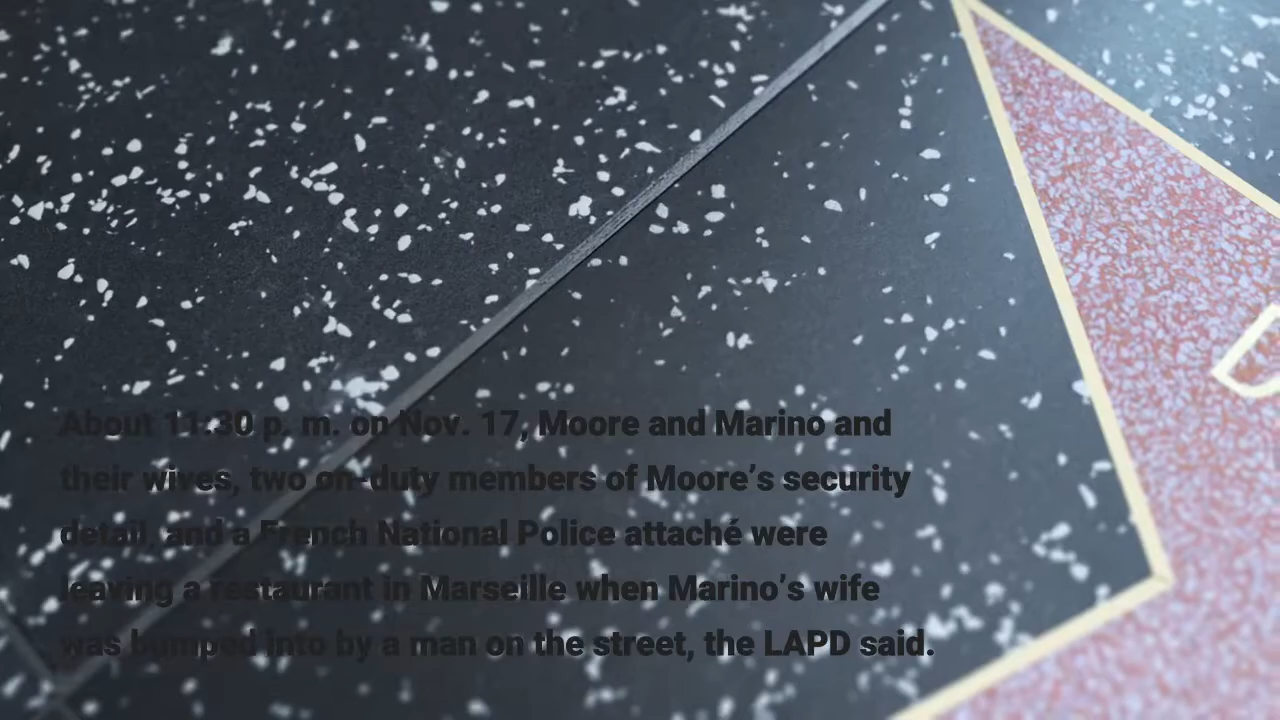 About 11:30 p. m. on Nov. 17, Moore and Marino and
their wives, two on-duty members of Moore’s security
detail, and a French National Police attaché were
leaving a restaurant in Marseille when Marino’s wife
was bumped into by a man on the street, the LAPD said.